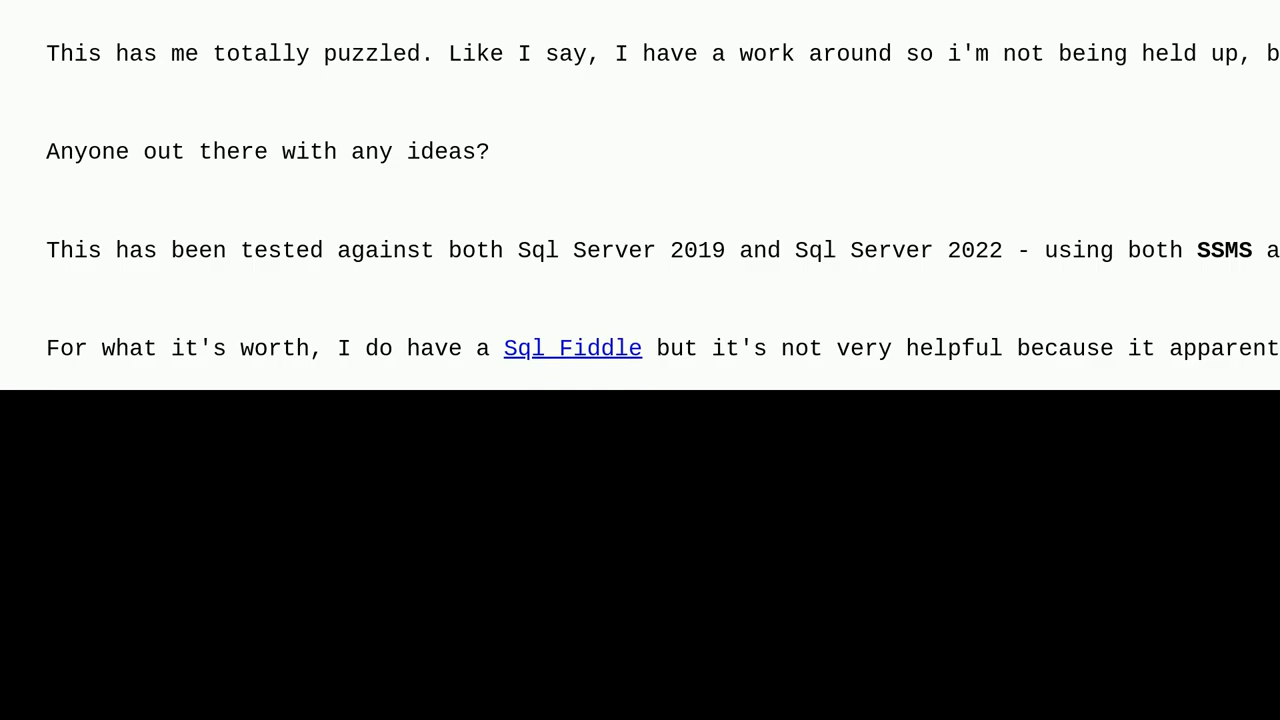 This has me totally puzzled. Like I say, I have a work around so i'm not being held up, b
Anyone out there with any ideas?
This has been tested against both Sql Server 2019 and Sql Server 2022 - using both SSMS a
For what it's worth, I do have a Sql Fiddle but it's not very helpful because it apparent